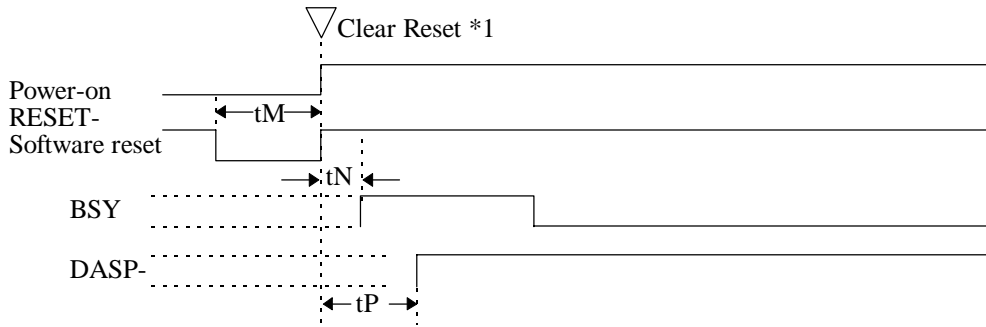 Clear Reset *1
Power-on
RESET-
Software reset
tM
tN
BSY
DASP-
tP